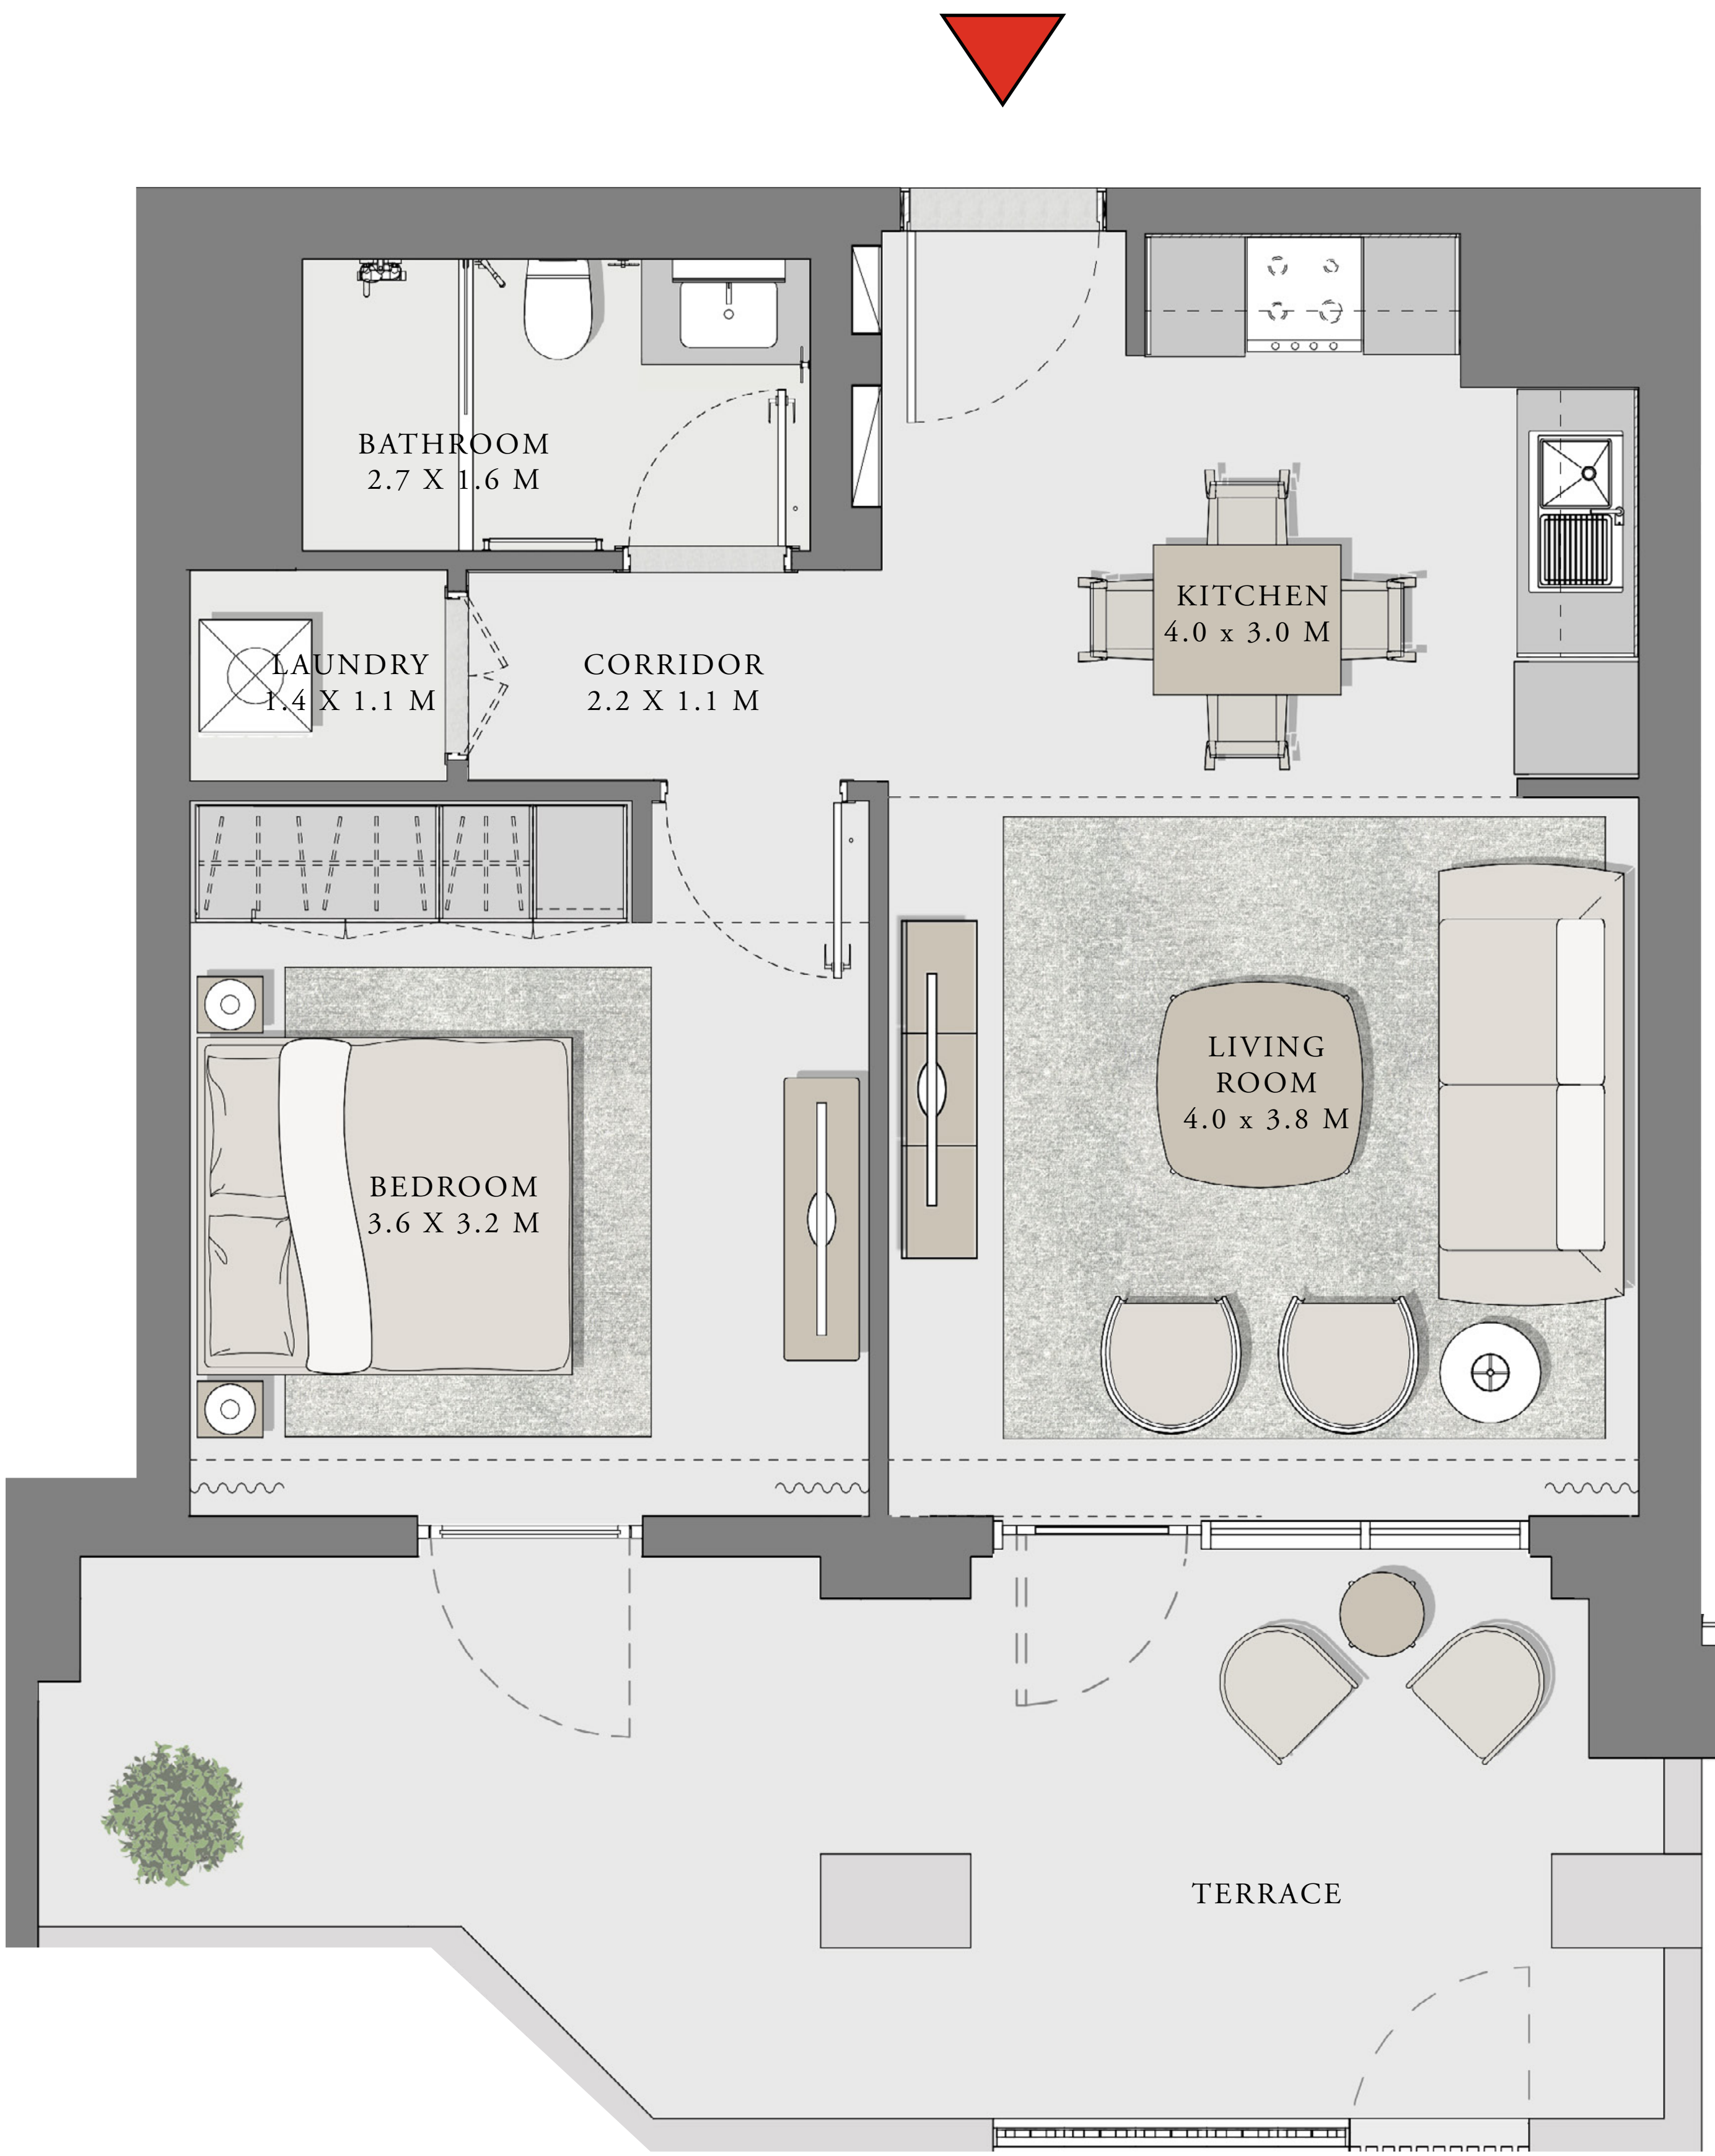 BATHROOM
2.7 X 1.6 M
KITCHEN
4.0 x 3.0 M
LAUNDRY
1.4 X 1.1 M
CORRIDOR
2.2 X 1.1 M
LIVING
ROOM
4.0 x 3.8 M
BEDROOM
3.6 X 3.2 M
TERRACE